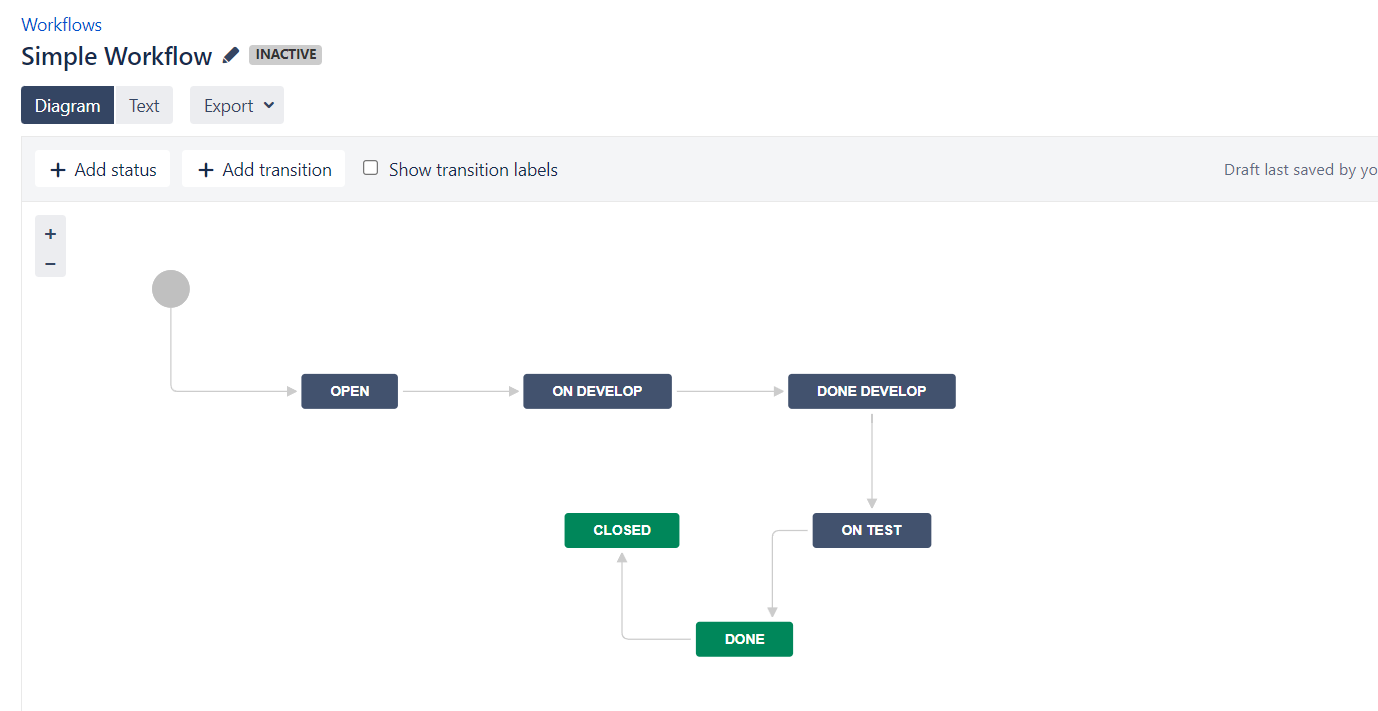 Workflows
Simple Workflow INACTIVE
Diagram Text Export
+ Add status + Add transition Show transition labels Draft last saved by yo
+
−
OPEN ON DEVELOP DONE DEVELOP
CLOSED ON TEST
DONE